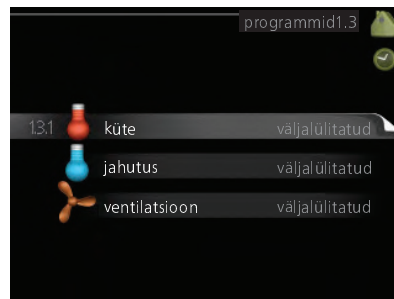 programmid1.3
1.3.1 küte väljalülitatud
jahutus väljalülitatud
ventilatsioon väljalülitatud